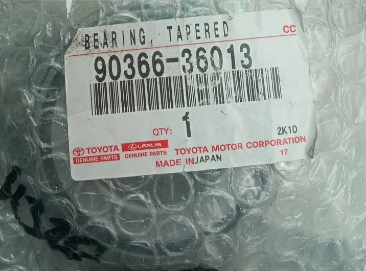 BEARING, TAPERED CC
90366-36013
QTY: 1 2K10
TOYOTA LEXUS TOYOTA MOTOR CORPORATION
GENUINE PARTS GENUINE PARTS 17
MADE IN JAPAN